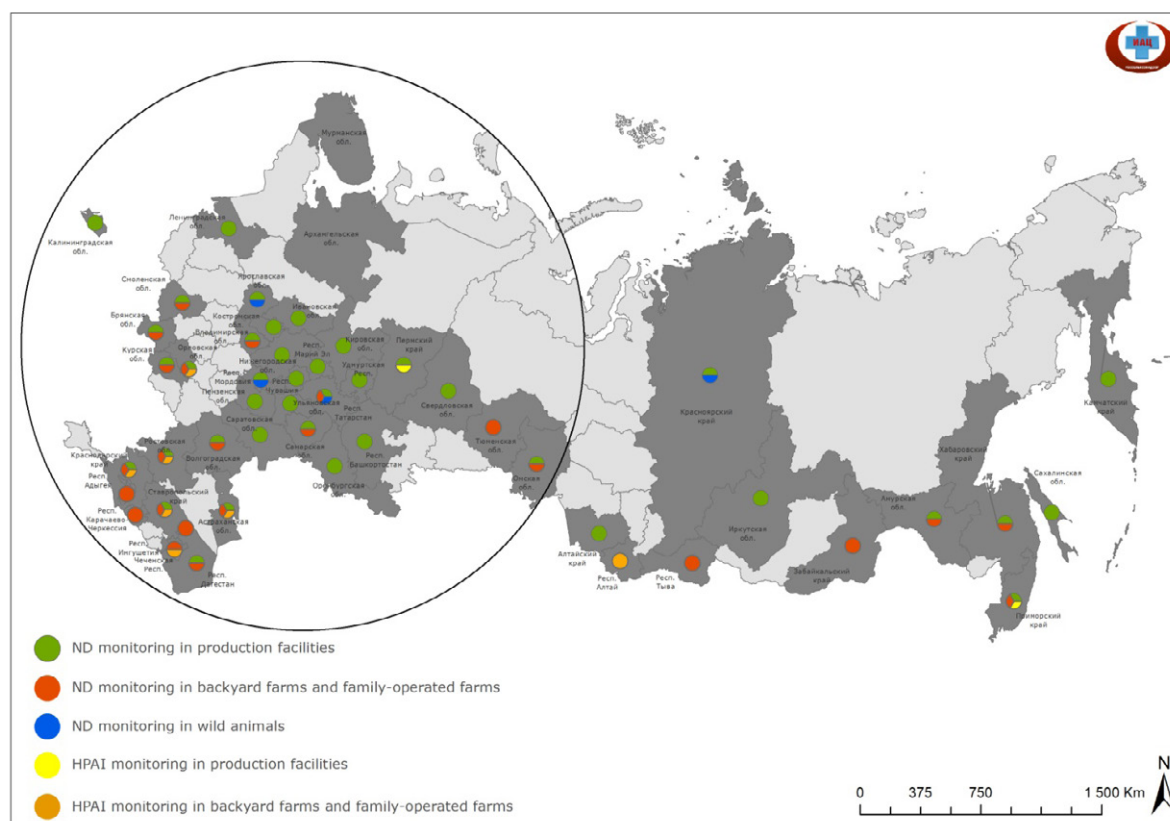 ИАЦ
Мурманская
обл.
Ленинградская
обл.
Калининградская
обл.
Архангельская
обл.
Смоленская
обл.
Ярославская
обл.
Брянская
обл.
Костромская
обл.
Ивановская
обл.
Владимирская
обл.
Курская
обл.
Орловская
обл.
Респ.
Марий Эл
Кировская
обл.
Пермский
край
Нижегородская
обл.
Удмуртская
Респ.
Респ.
Мордовия
Респ.
Чувашия
Пензенская
обл.
Ульяновская
обл.
Респ.
Татарстан
Свердловская
обл.
Саратовская
обл.
Тюменская
обл.
Ростовская
обл.
Волгоградская
обл.
Самарская
обл.
Респ.
Башкортостан
Краснодарский
край
Респ.
Адыгея
Оренбургская
обл.
Омская
обл.
Ставропольский
край
Астраханская
обл.
Респ.
Карачаево-
Черкессия
Респ.
Ингушетия
Чеченская
Респ.
Респ.
Дагестан
Красноярский
край
Камчатский
край
Хабаровский
край
Сахалинская
обл.
Иркутская
обл.
Амурская
обл.
Алтайский
край
Респ.
Алтай
Респ.
Тыва
Забайкальский
край
Приморский
край
ND monitoring in production facilities
ND monitoring in backyard farms and family-operated farms
ND monitoring in wild animals
HPAI monitoring in production facilities
HPAI monitoring in backyard farms and family-operated farms
N
0 375 750 1 500 Km